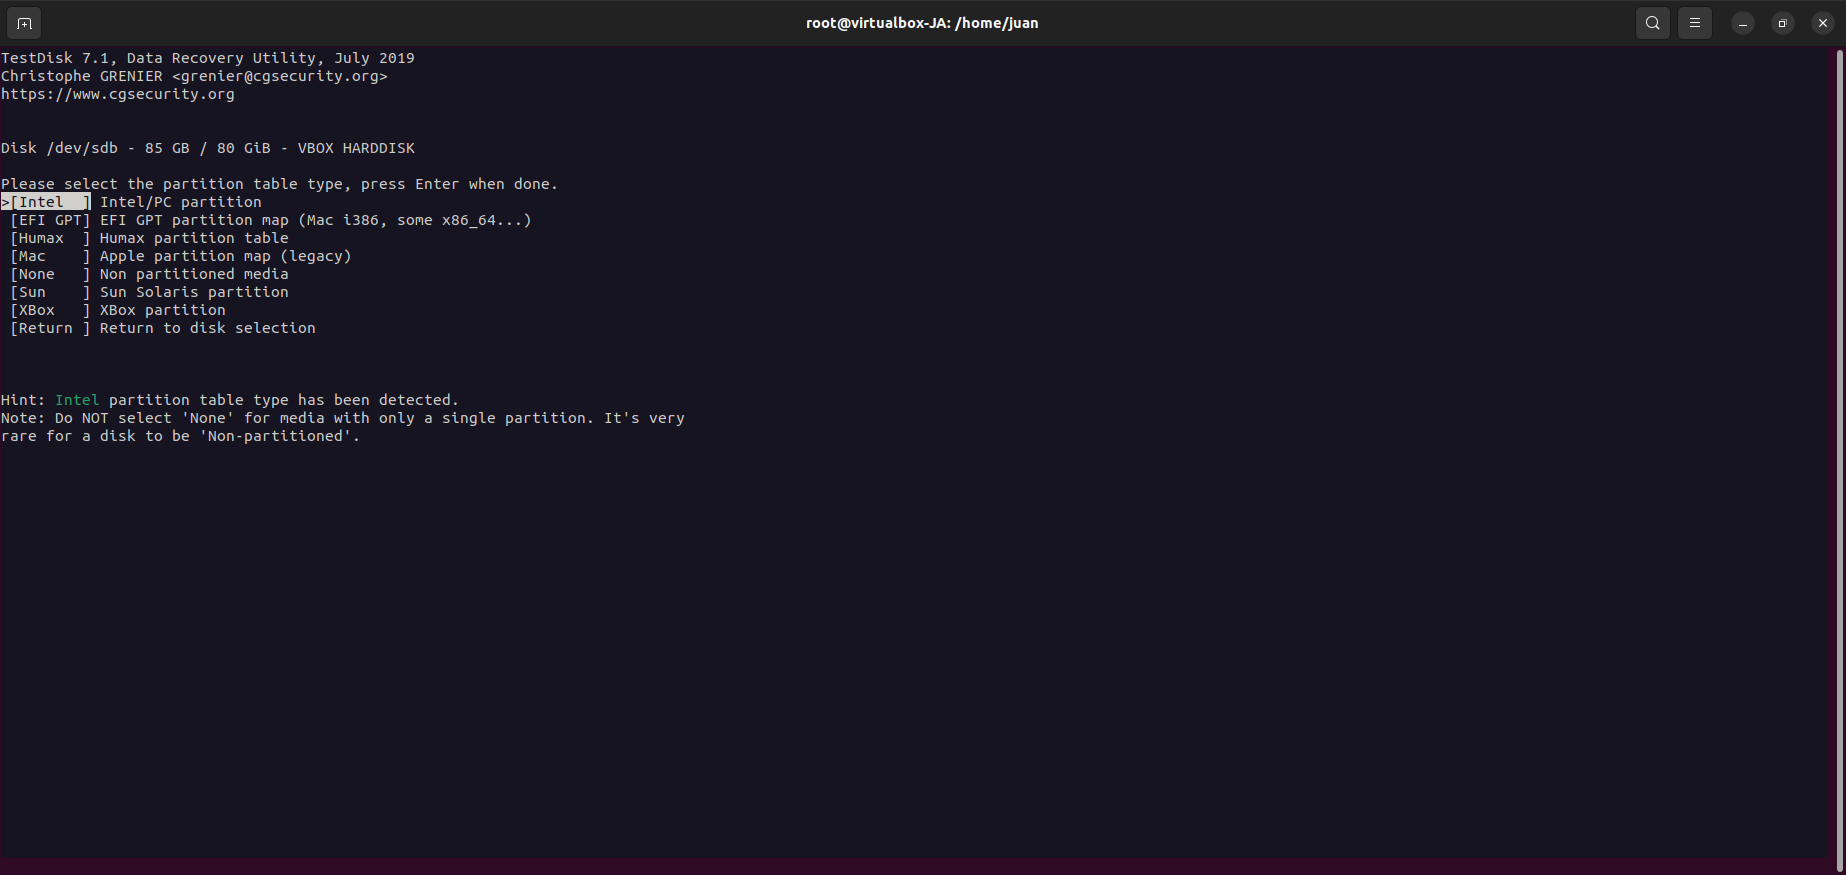 root@virtualbox-JA: /home/juan
TestDisk 7.1, Data Recovery Utility, July 2019
Christophe GRENIER <grenier@cgsecurity.org>
https://www.cgsecurity.org
Disk /dev/sdb - 85 GB / 80 GiB - VBOX HARDDISK
Please select the partition table type, press Enter when done.
>[Intel  ] Intel/PC partition
 [EFI GPT] EFI GPT partition map (Mac i386, some x86_64...)
 [Humax  ] Humax partition table
 [Mac    ] Apple partition map (legacy)
 [None   ] Non partitioned media
 [Sun    ] Sun Solaris partition
 [XBox   ] XBox partition
 [Return ] Return to disk selection
Hint: Intel partition table type has been detected.
Note: Do NOT select 'None' for media with only a single partition. It's very
rare for a disk to be 'Non-partitioned'.